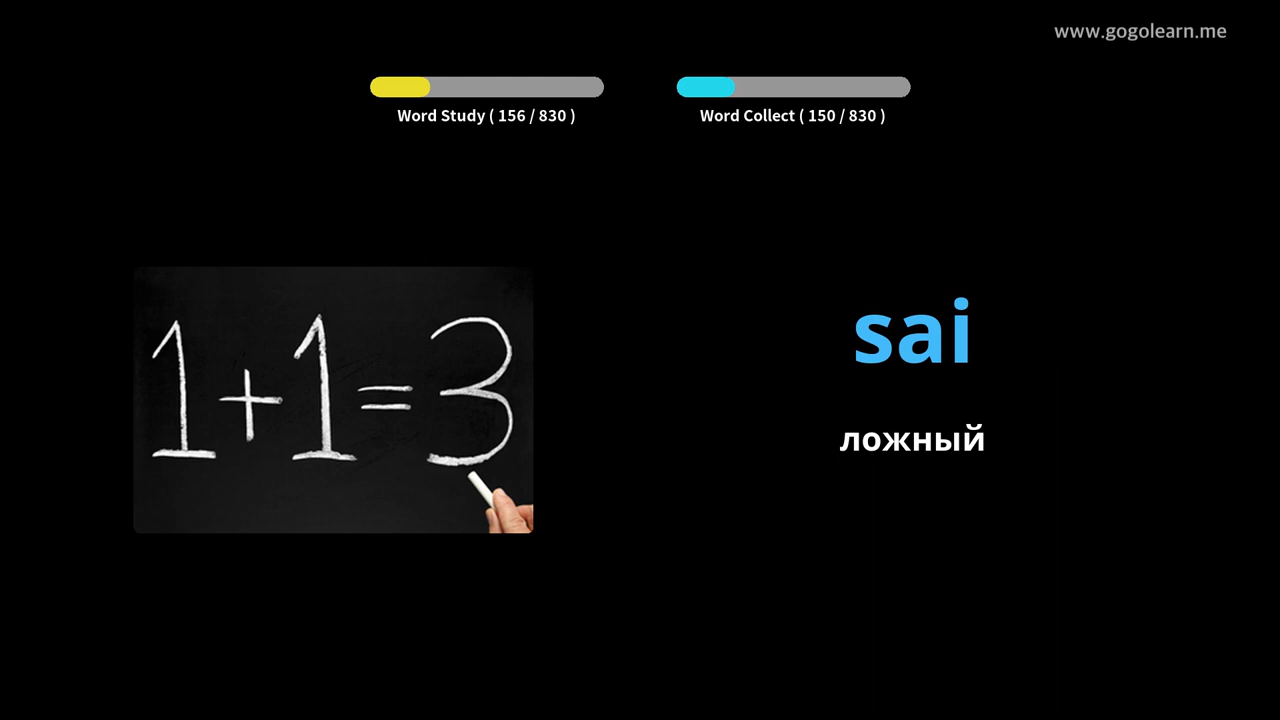 www.gogolearn.me
Word Study ( 156 / 830 )
Word Collect ( 150 / 830 )
1+1=3
sai
ложный